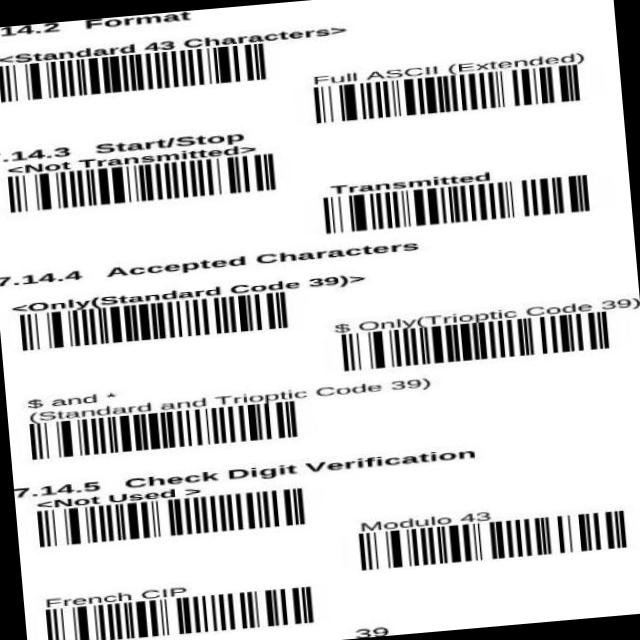 14.2 Format
<Standard 43 Characters>
Full ASCII (Extended)
.14.3 Start/Stop
<Not Transmitted>
Transmitted
7.14.4 Accepted Characters
<Only(Standard Code 39)>
$ Only(Trioptic Code 39)
$ and *
(Standard and Trioptic Code 39)
7.14.5 Check Digit Verification
<Not Used >
Modulo 43
French CIP
39